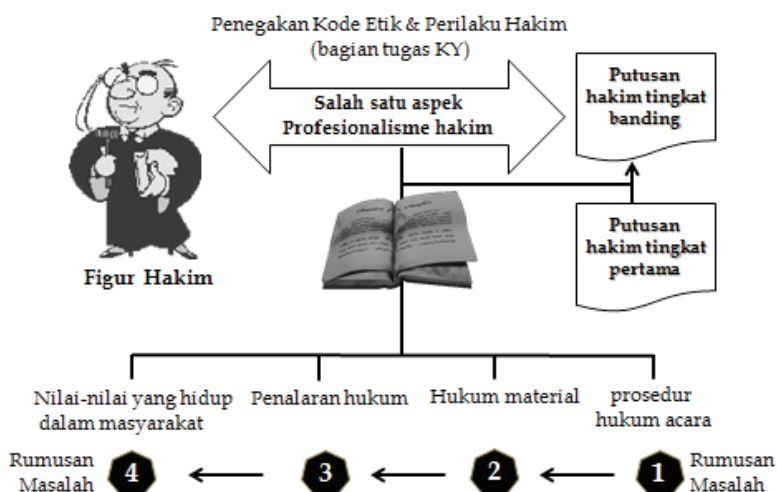 Penegakan Kode Etik & Perilaku Hakim
(bagian tugas KY)
Salah satu aspek
Profesionalisme hakim
Putusan
hakim tingkat
banding
Putusan
hakim tingkat
pertama
Figur Hakim
Nilai-nilai yang hidup
dalam masyarakat
Penalaran hukum
Hukum material
prosedur
hukum acara
Rumusan
Masalah
4
3
2
1
Rumusan
Masalah